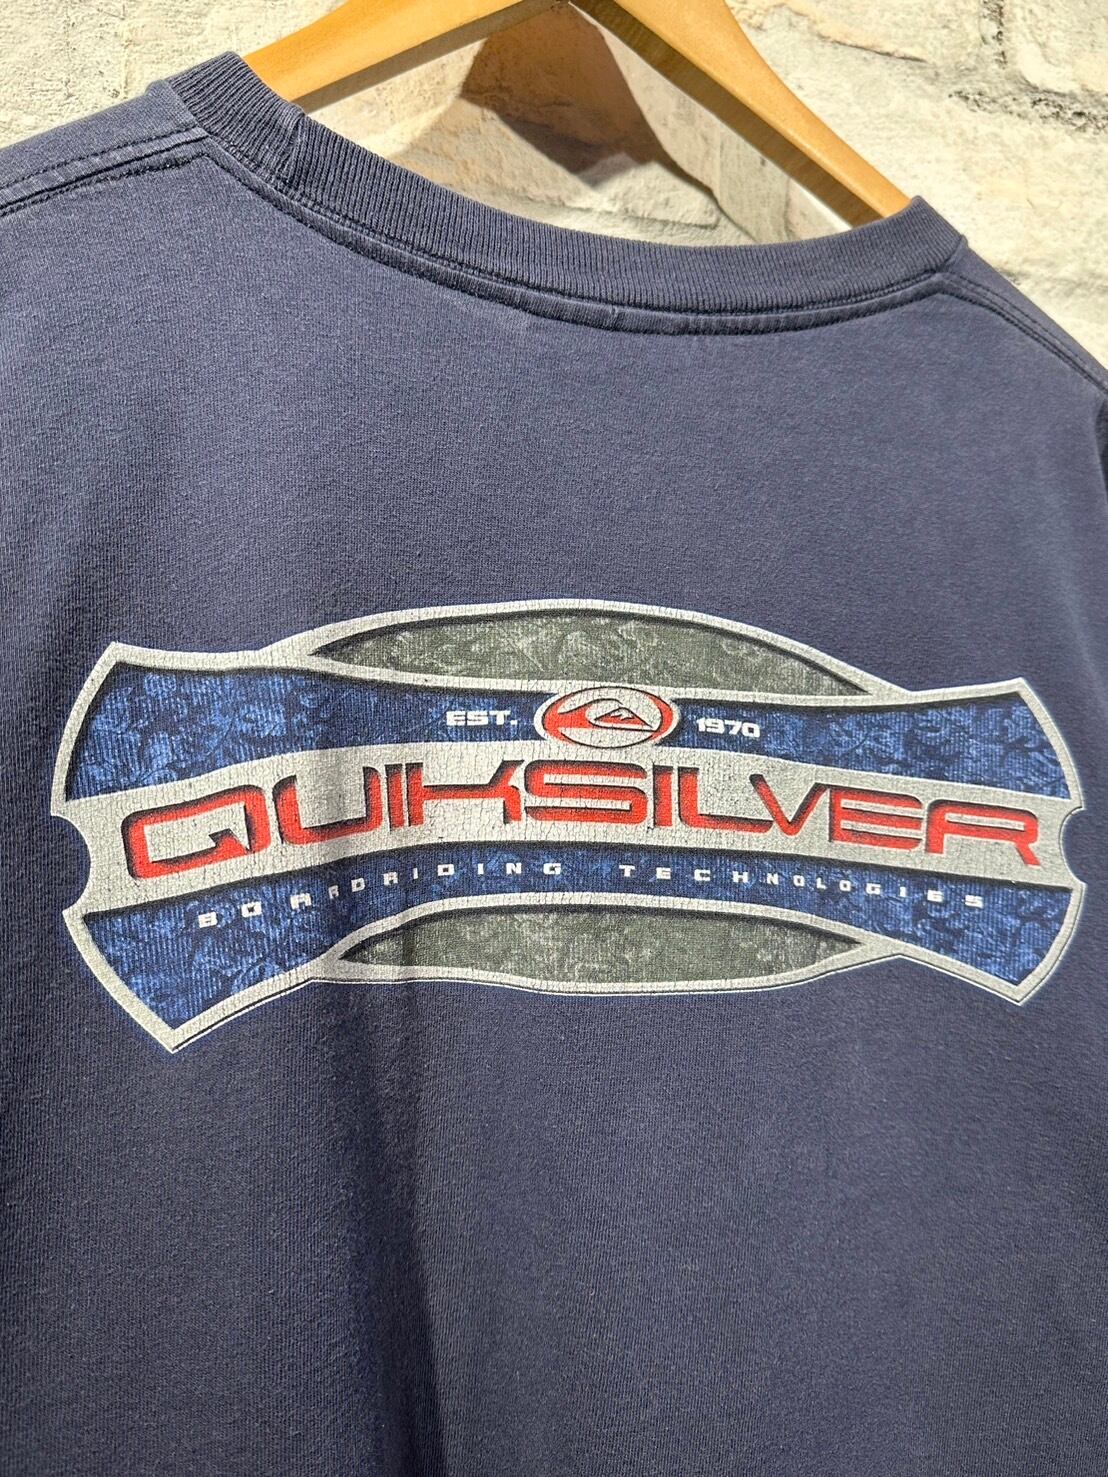 EST. 1970
QUIKSILVER
BOARDRIDING TECHNOLOGIES